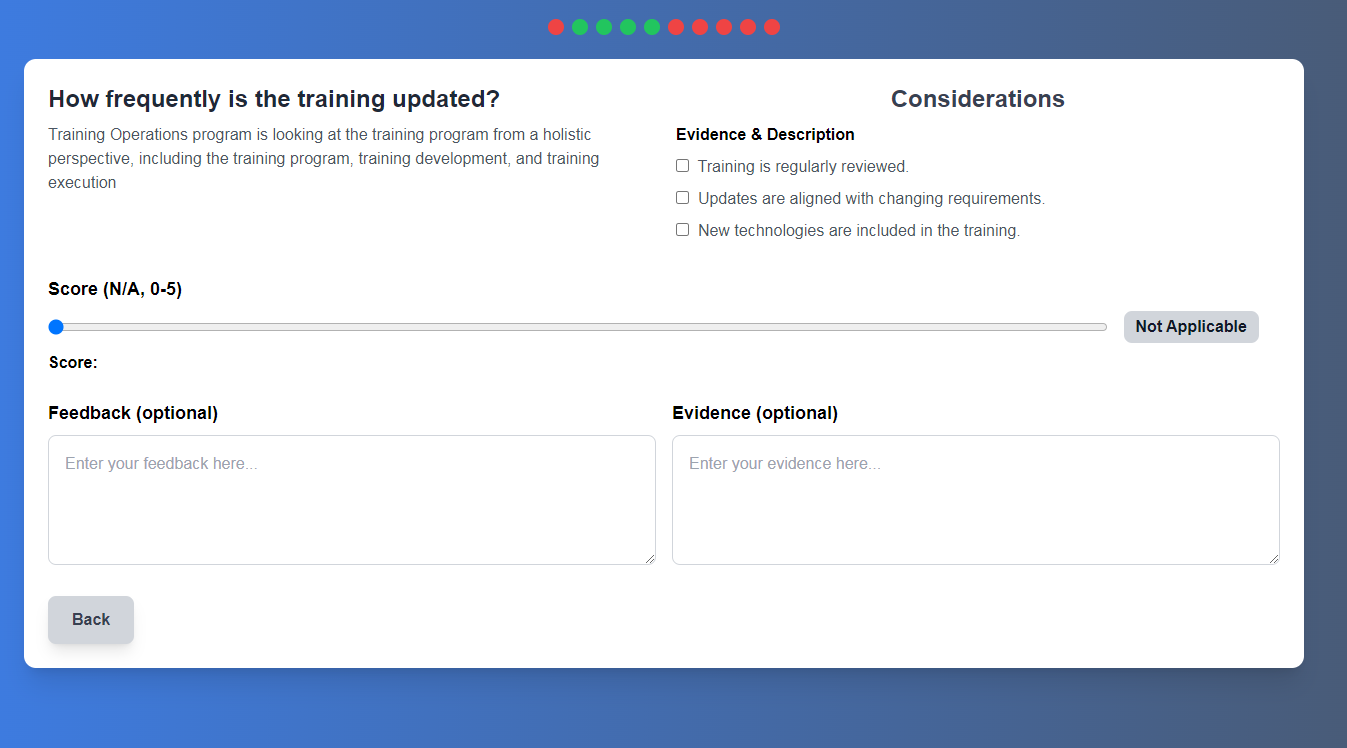 How frequently is the training updated?
Training Operations program is looking at the training program from a holistic
perspective, including the training program, training development, and training
execution
Considerations
Evidence & Description
Training is regularly reviewed.
Updates are aligned with changing requirements.
New technologies are included in the training.
Score (N/A, 0-5)
Not Applicable
Score:
Feedback (optional)
Enter your feedback here...
Evidence (optional)
Enter your evidence here...
Back